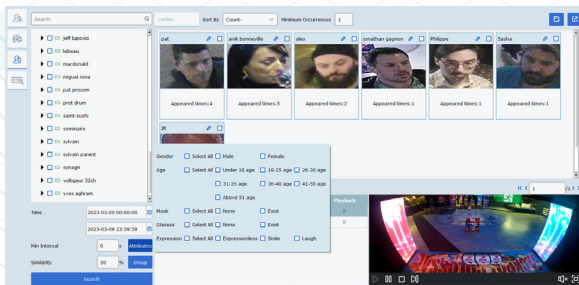 Search
Sort By Count- Minimum Occurrences 1
jeff lupovici
lebeau
macdonald
miguel rona
pat procom
prot drum
saint-oushi
seminaire
sylvain
sylvain parent
synagri
yves aghram
pat
Appeared times:4
anik bonneville
Appeared times:3
alex
Appeared times:2
jonathan gagnon
Appeared times:1
Philippe
Appeared times:1
Sasha
Appeared times:1
JR
Gender Select All Male Female
Age Select All Under 18 age 18-25 age 26-30 age
31-35 age 36-40 age 41-50 age
Above 51 age
Mask Select All None Exist
Glasses Select All None Exist
Expression Select All Expressionless Smile Laugh
Playback
1 /1
Time 2023-03-09 00:00:00
2023-03-09 23:59:59
Min Interval 0 s Attributes
Similarity 30 % Group
Search